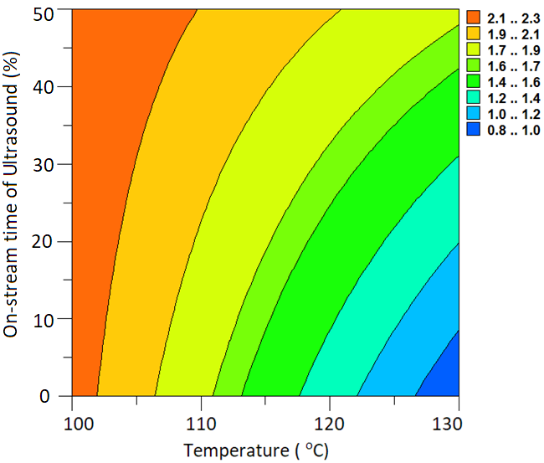 50
40
30
20
10
0
On-stream time of Ultrasound (%)
100
110
120
130
Temperature ( °C)
2.1 .. 2.3
1.9 .. 2.1
1.7 .. 1.9
1.6 .. 1.7
1.4 .. 1.6
1.2 .. 1.4
1.0 .. 1.2
0.8 .. 1.0